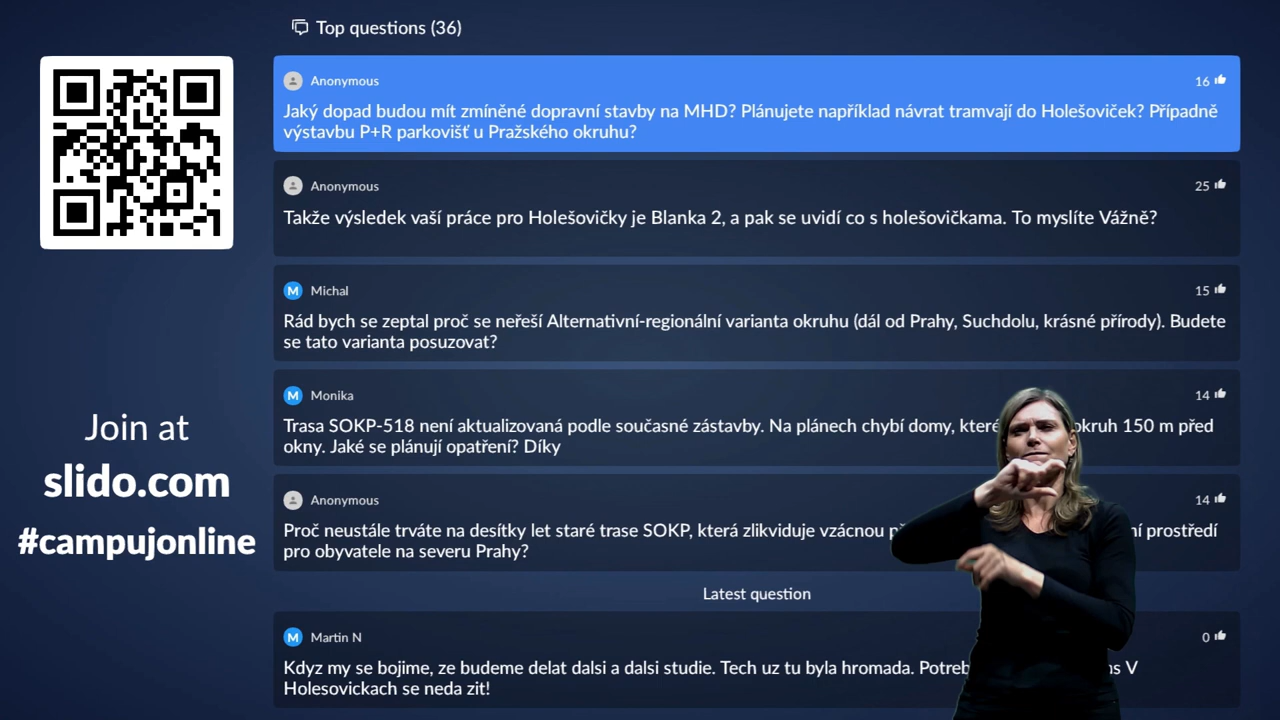 Top questions (36)
Anonymous
16
Jaký dopad budou mít zmíněné dopravní stavby na MHD? Plánujete například návrat tramvají do Holešoviček? Případně
výstavbu P+R parkovišť u Pražského okruhu?
Anonymous
25
Takže výsledek vaší práce pro Holešovičky je Blanka 2, a pak se uvidí co s holešovičkama. To myslíte Vážně?
M Michal
15
Rád bych se zeptal proč se neřeší Alternativní-regionální varianta okruhu (dál od Prahy, Suchdolu, krásné přírody). Budete
se tato varianta posuzovat?
M Monika
14
Trasa SOKP-518 není aktualizovaná podle současné zástavby. Na plánech chybí domy, které okruh 150 m před
okny. Jaké se plánují opatření? Díky
Anonymous
14
Proč neustále trváte na desítky let staré trase SOKP, která zlikviduje vzácnou prostředí
pro obyvatele na severu Prahy?
Latest question
M Martin N
0
Kdyz my se bojime, ze budeme delat dalsi a dalsi studie. Tech uz tu byla hromada. V
Holesovickach se neda zit!
Join at
slido.com
#campujonline